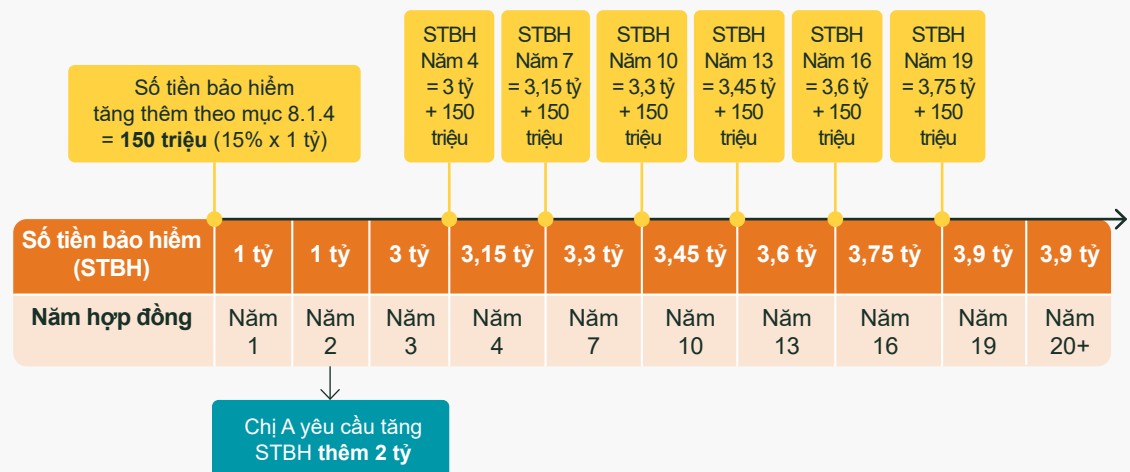 Số tiền bảo hiểm
tăng thêm theo mục 8.1.4
= 150 triệu (15% x 1 tỷ)
STBH
Năm 4
= 3 tỷ
+ 150
triệu
STBH
Năm 7
= 3,15 tỷ
+ 150
triệu
STBH
Năm 10
= 3,3 tỷ
+ 150
triệu
STBH
Năm 13
= 3,45 tỷ
+ 150
triệu
STBH
Năm 16
= 3,6 tỷ
+ 150
triệu
STBH
Năm 19
= 3,75 tỷ
+ 150
triệu
Số tiền bảo hiểm
(STBH)
1 tỷ
1 tỷ
3 tỷ
3,15 tỷ
3,3 tỷ
3,45 tỷ
3,6 tỷ
3,75 tỷ
3,9 tỷ
3,9 tỷ
Năm hợp đồng
Năm
1
Năm
2
Năm
3
Năm
4
Năm
7
Năm
10
Năm
13
Năm
16
Năm
19
Năm
20+
Chị A yêu cầu tăng
STBH thêm 2 tỷ